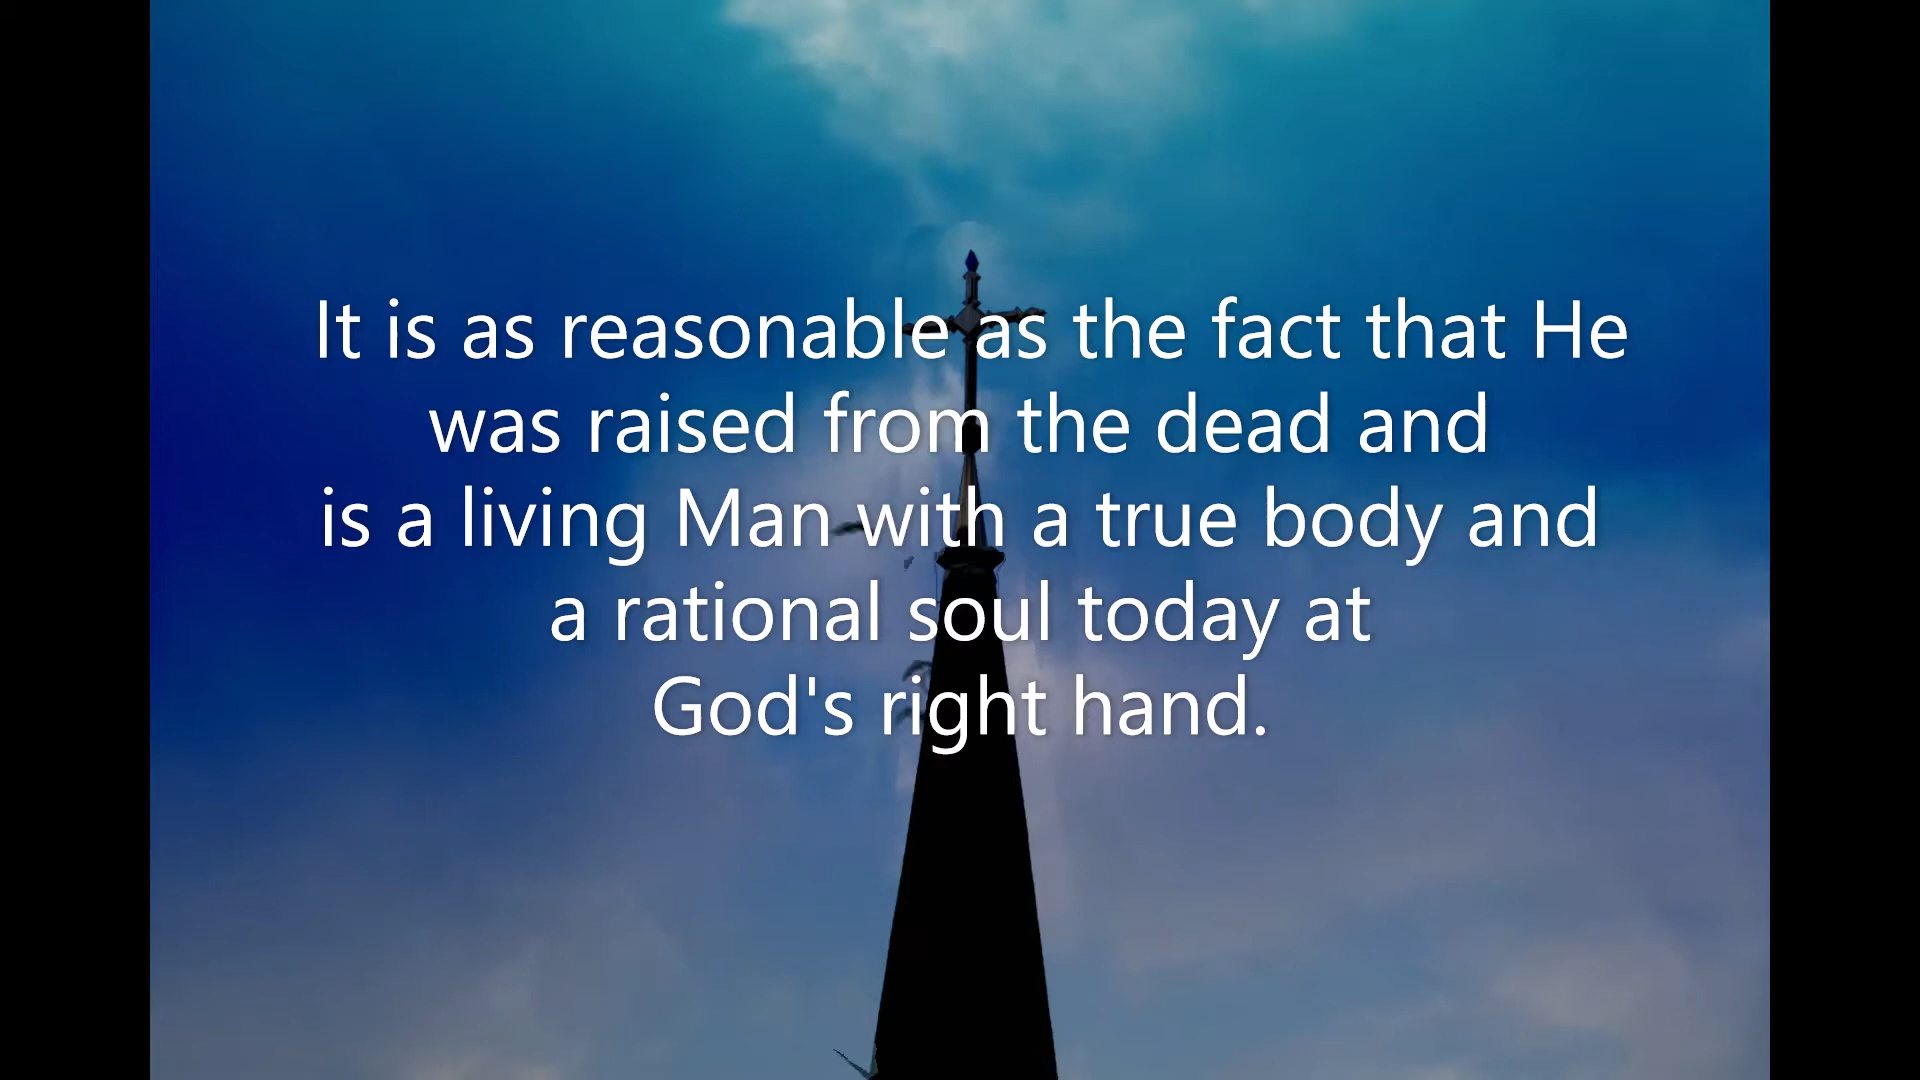 It is as reasonable as the fact that He
was raised from the dead and
is a living Man with a true body and
a rational soul today at
God's right hand.